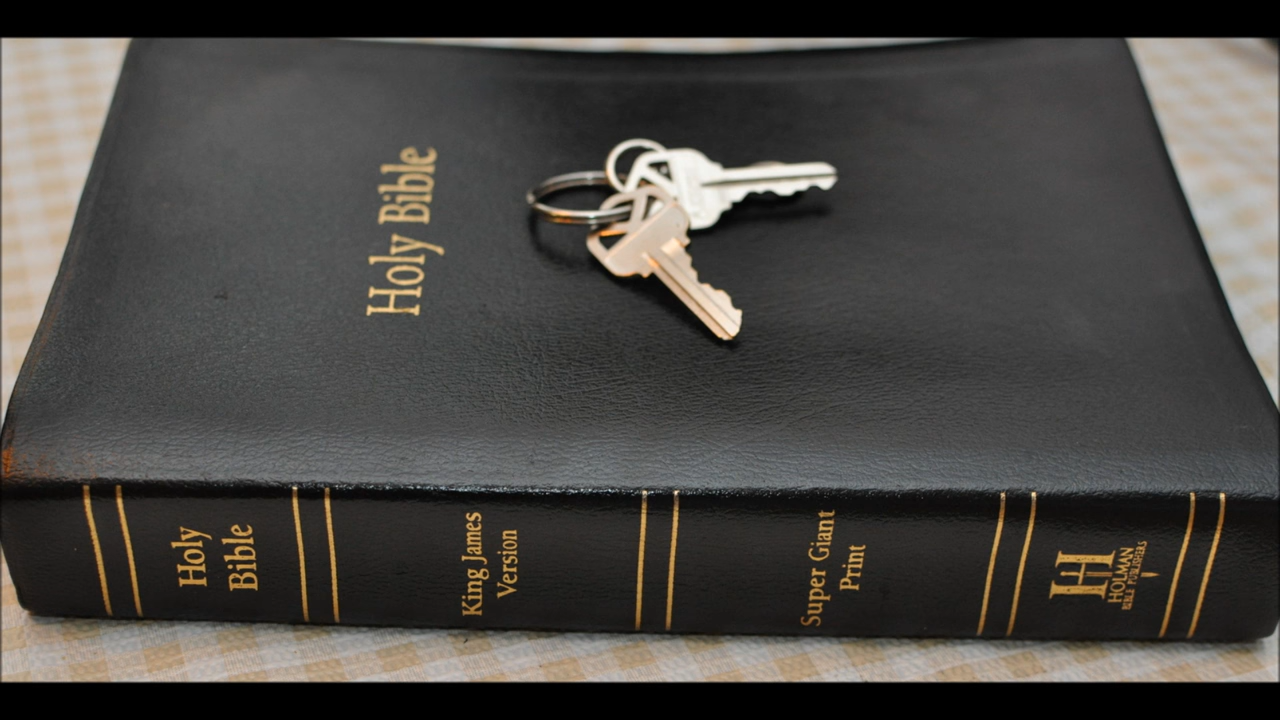 Holy Bible
Holy
Bible
King James
Version
Super Giant
Print
HOLMAN
BIBLE PUBLISHERS